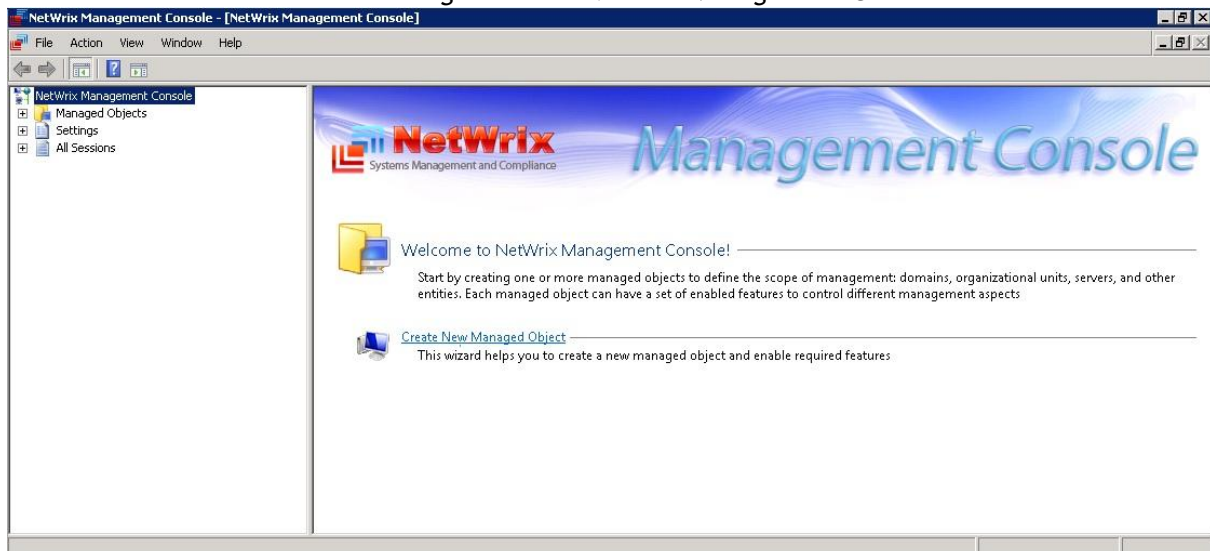 NetWrix Management Console - [NetWrix Management Console]
File Action View Window Help
NetWrix Management Console
Managed Objects
Settings
All Sessions
NetWrix
Systems Management and Compliance
Management Console
Welcome to NetWrix Management Console!
Start by creating one or more managed objects to define the scope of management: domains, organizational units, servers, and other
entities. Each managed object can have a set of enabled features to control different management aspects
Create New Managed Object
This wizard helps you to create a new managed object and enable required features